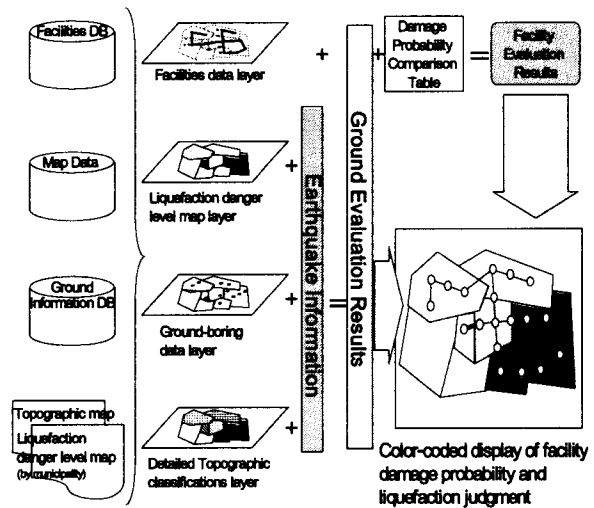 Facilities DB
Facilities data layer
+
+
Damage
Probability
Comparison
Table
=
Facility
Evaluation
Results
Map Data
Liquefaction danger
level map layer
+
Earthquake Information
=
Ground Evaluation Results
Ground
Information DB
Ground-boring
data layer
+
Topographic map
Liquefaction
danger level map
(by municipality)
Detailed Topographic
classifications layer
+
Color-coded display of facility
damage probability and
liquefaction judgment